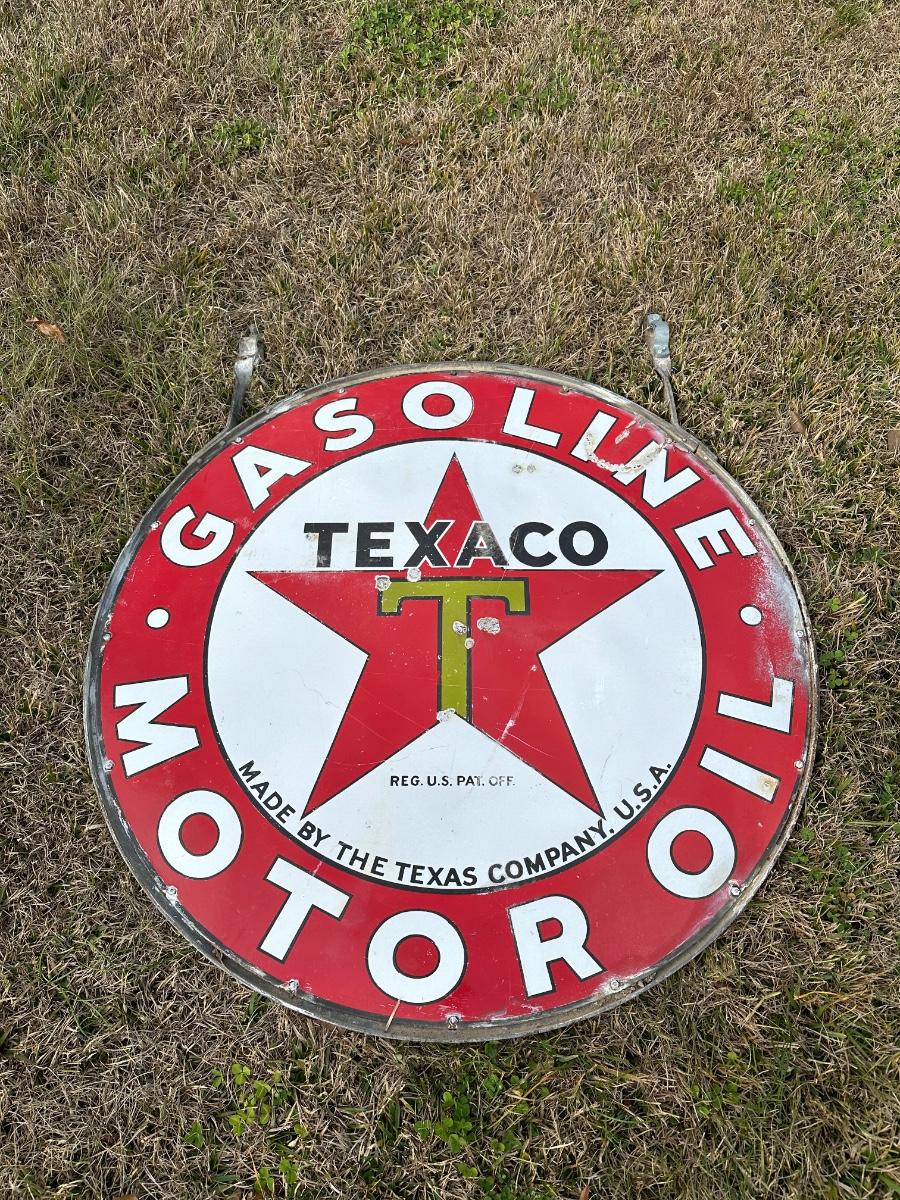 GASOLINE
TEXACO
T
REG. U.S. PAT. OFF.
MADE BY THE TEXAS COMPANY, U.S.A.
• MOTOR OIL •